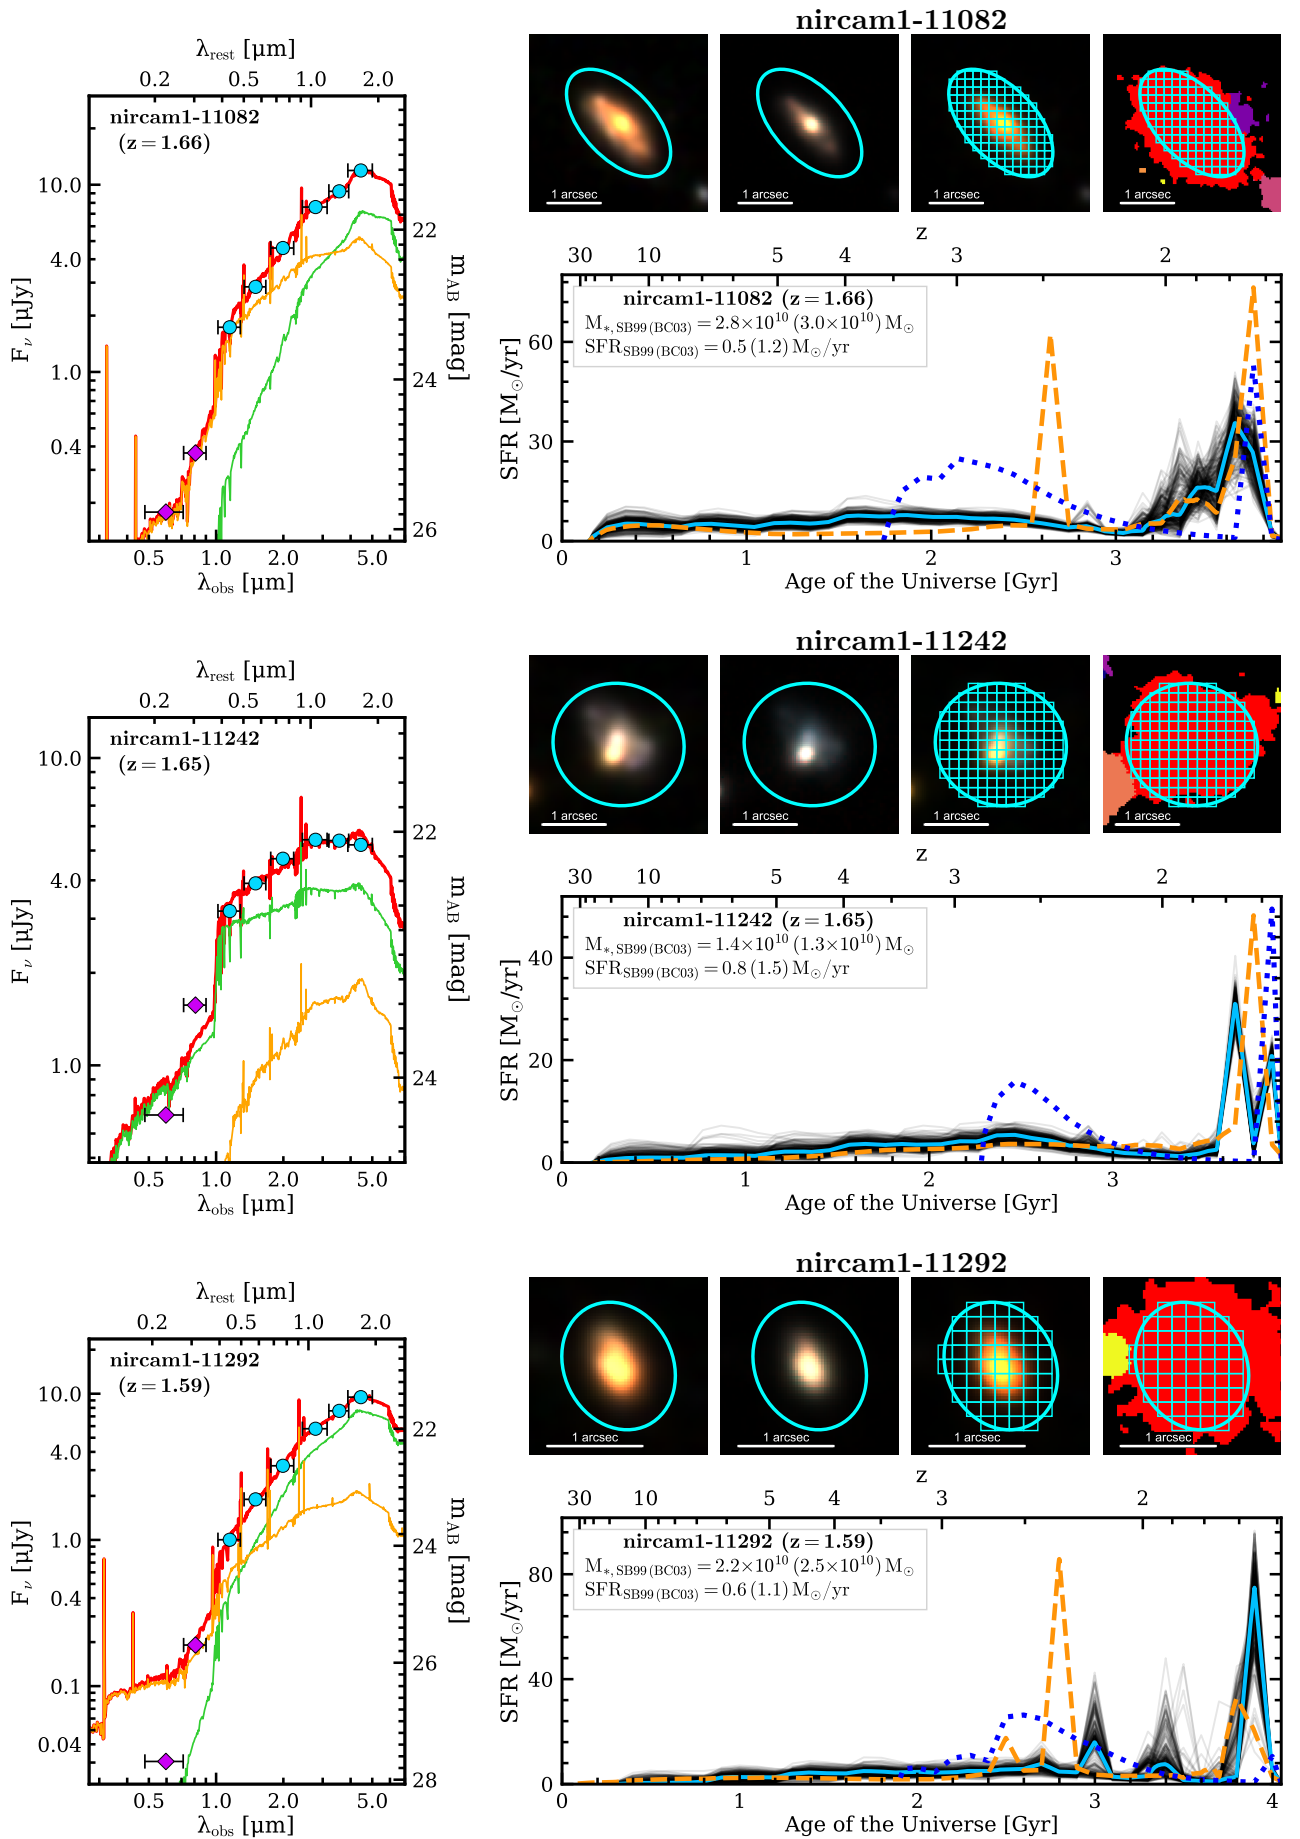 nircam1-11082
λrest [µm]
0.2 0.5 1.0 2.0
nircam1-11082
(z = 1.66)
10.0
4.0
1.0
0.4
Fν [µJy]
22
24
26
mAB [mag]
0.5 1.0 2.0 5.0
λobs [µm]
1 arcsec 1 arcsec 1 arcsec 1 arcsec
z
30 10 5 4 3 2
nircam1-11082 (z = 1.66)
M*,SB99(BC03) = 2.8×10^10 (3.0×10^10) M⊙
SFRSB99(BC03) = 0.5 (1.2) M⊙/yr
60
30
0
SFR [M⊙/yr]
0 1 2 3
Age of the Universe [Gyr]
nircam1-11242
λrest [µm]
0.2 0.5 1.0 2.0
nircam1-11242
(z = 1.65)
10.0
4.0
1.0
Fν [µJy]
22
24
mAB [mag]
0.5 1.0 2.0 5.0
λobs [µm]
1 arcsec 1 arcsec 1 arcsec 1 arcsec
z
30 10 5 4 3 2
nircam1-11242 (z = 1.65)
M*,SB99(BC03) = 1.4×10^10 (1.3×10^10) M⊙
SFRSB99(BC03) = 0.8 (1.5) M⊙/yr
40
20
0
SFR [M⊙/yr]
0 1 2 3
Age of the Universe [Gyr]
nircam1-11292
λrest [µm]
0.2 0.5 1.0 2.0
nircam1-11292
(z = 1.59)
10.0
4.0
1.0
0.4
0.1
0.04
Fν [µJy]
22
24
26
28
mAB [mag]
0.5 1.0 2.0 5.0
λobs [µm]
1 arcsec 1 arcsec 1 arcsec 1 arcsec
z
30 10 5 4 3 2
nircam1-11292 (z = 1.59)
M*,SB99(BC03) = 2.2×10^10 (2.5×10^10) M⊙
SFRSB99(BC03) = 0.6 (1.1) M⊙/yr
80
40
0
SFR [M⊙/yr]
0 1 2 3 4
Age of the Universe [Gyr]